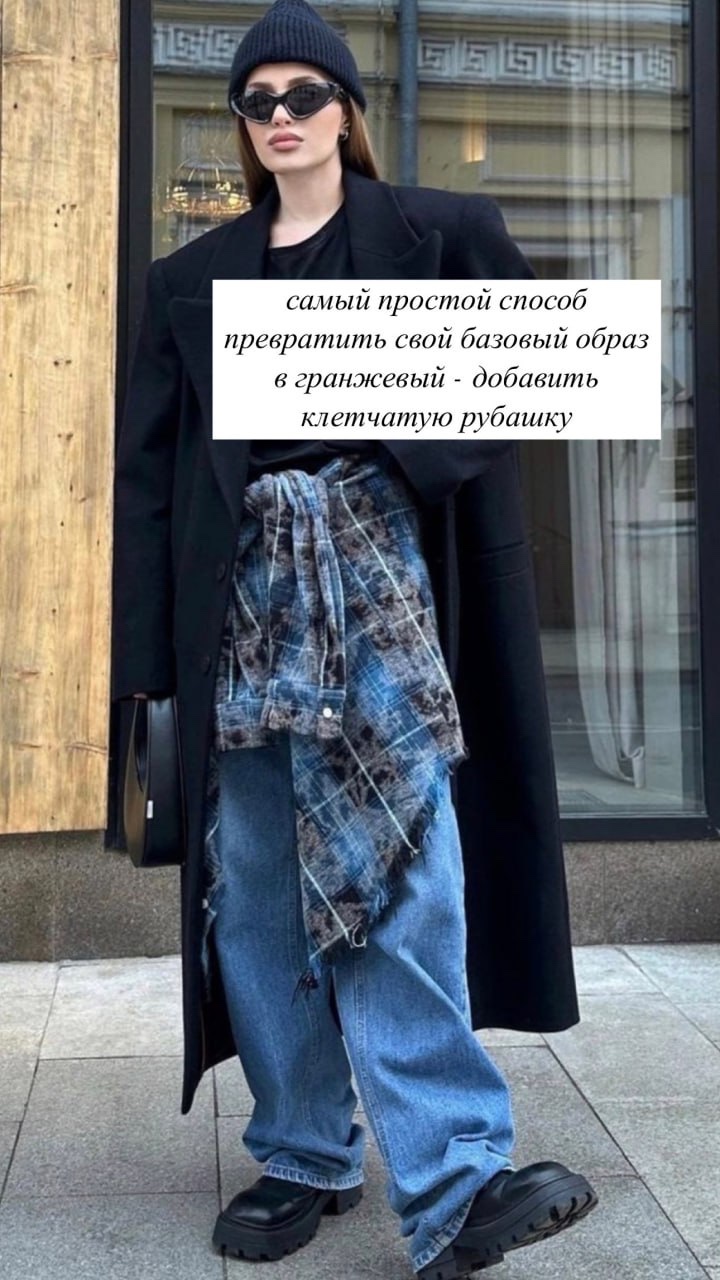 самый простой способ
превратить свой базовый образ
в гранжевый - добавить
клетчатую рубашку